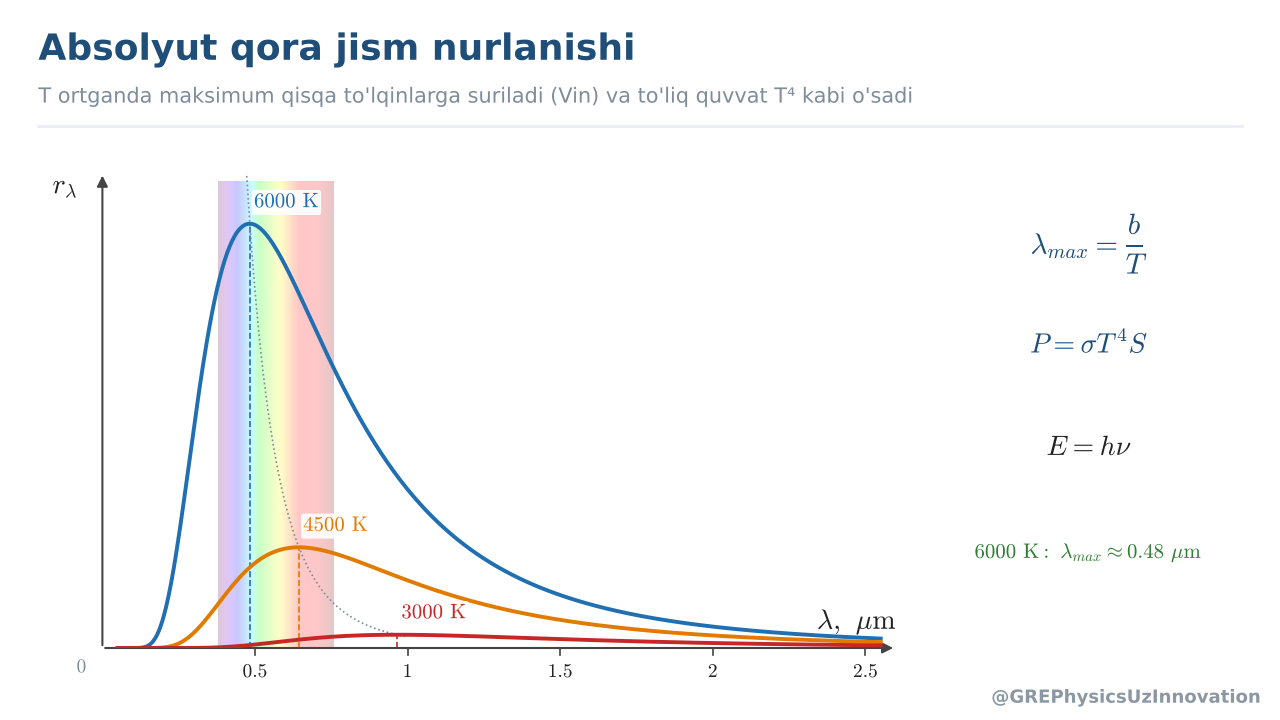 Absolyut qora jism nurlanishi
T ortganda maksimum qisqa to'lqinlarga suriladi (Vin) va to'liq quvvat T⁴ kabi o'sadi
r_λ
6000 K
4500 K
3000 K
λ, μm
0
0.5
1
1.5
2
2.5
λ_max = b/T
P = σT⁴S
E = hν
6000 K : λ_max ≈ 0.48 μm
@GREPhysicsUzInnovation